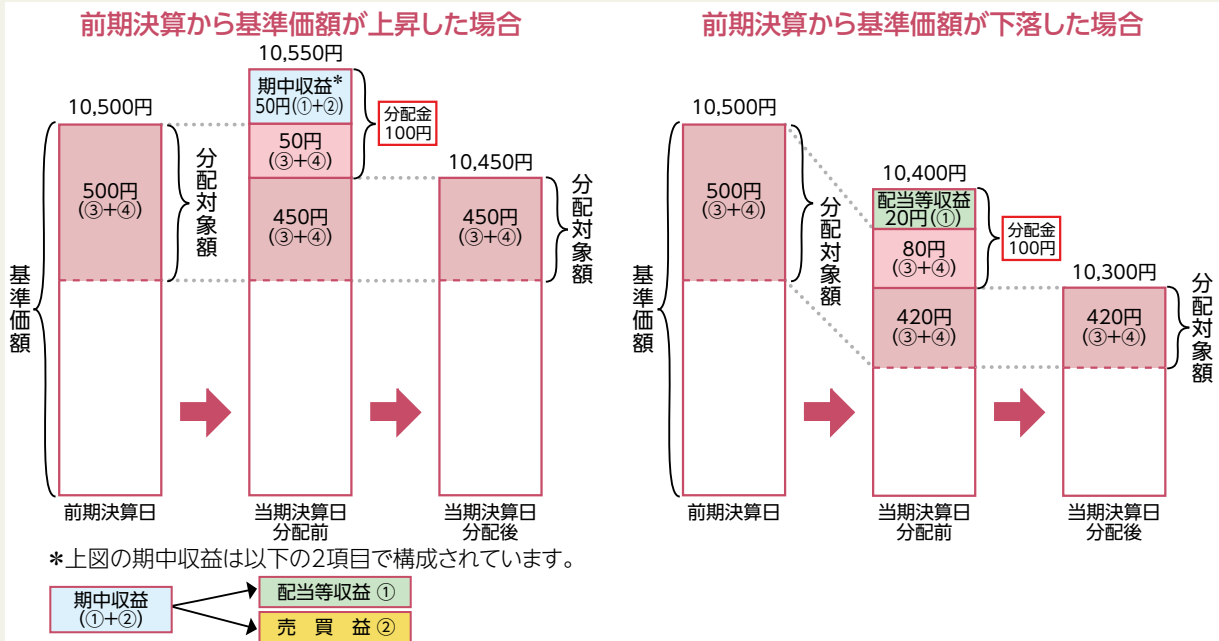 前期決算から基準価額が上昇した場合
10,550円
10,500円
期中収益*
50円(①+②)
分配金
100円
50円
(③+④)
10,450円
500円
(③+④)
分配対象額
450円
(③+④)
450円
(③+④)
分配対象額
基準価額
前期決算日
当期決算日
分配前
当期決算日
分配後
*上図の期中収益は以下の2項目で構成されています。
期中収益
(①+②)
配当等収益 ①
売買益 ②
前期決算から基準価額が下落した場合
10,500円
10,400円
500円
(③+④)
分配対象額
配当等収益
20円(①)
分配金
100円
80円
(③+④)
10,300円
420円
(③+④)
420円
(③+④)
分配対象額
基準価額
前期決算日
当期決算日
分配前
当期決算日
分配後